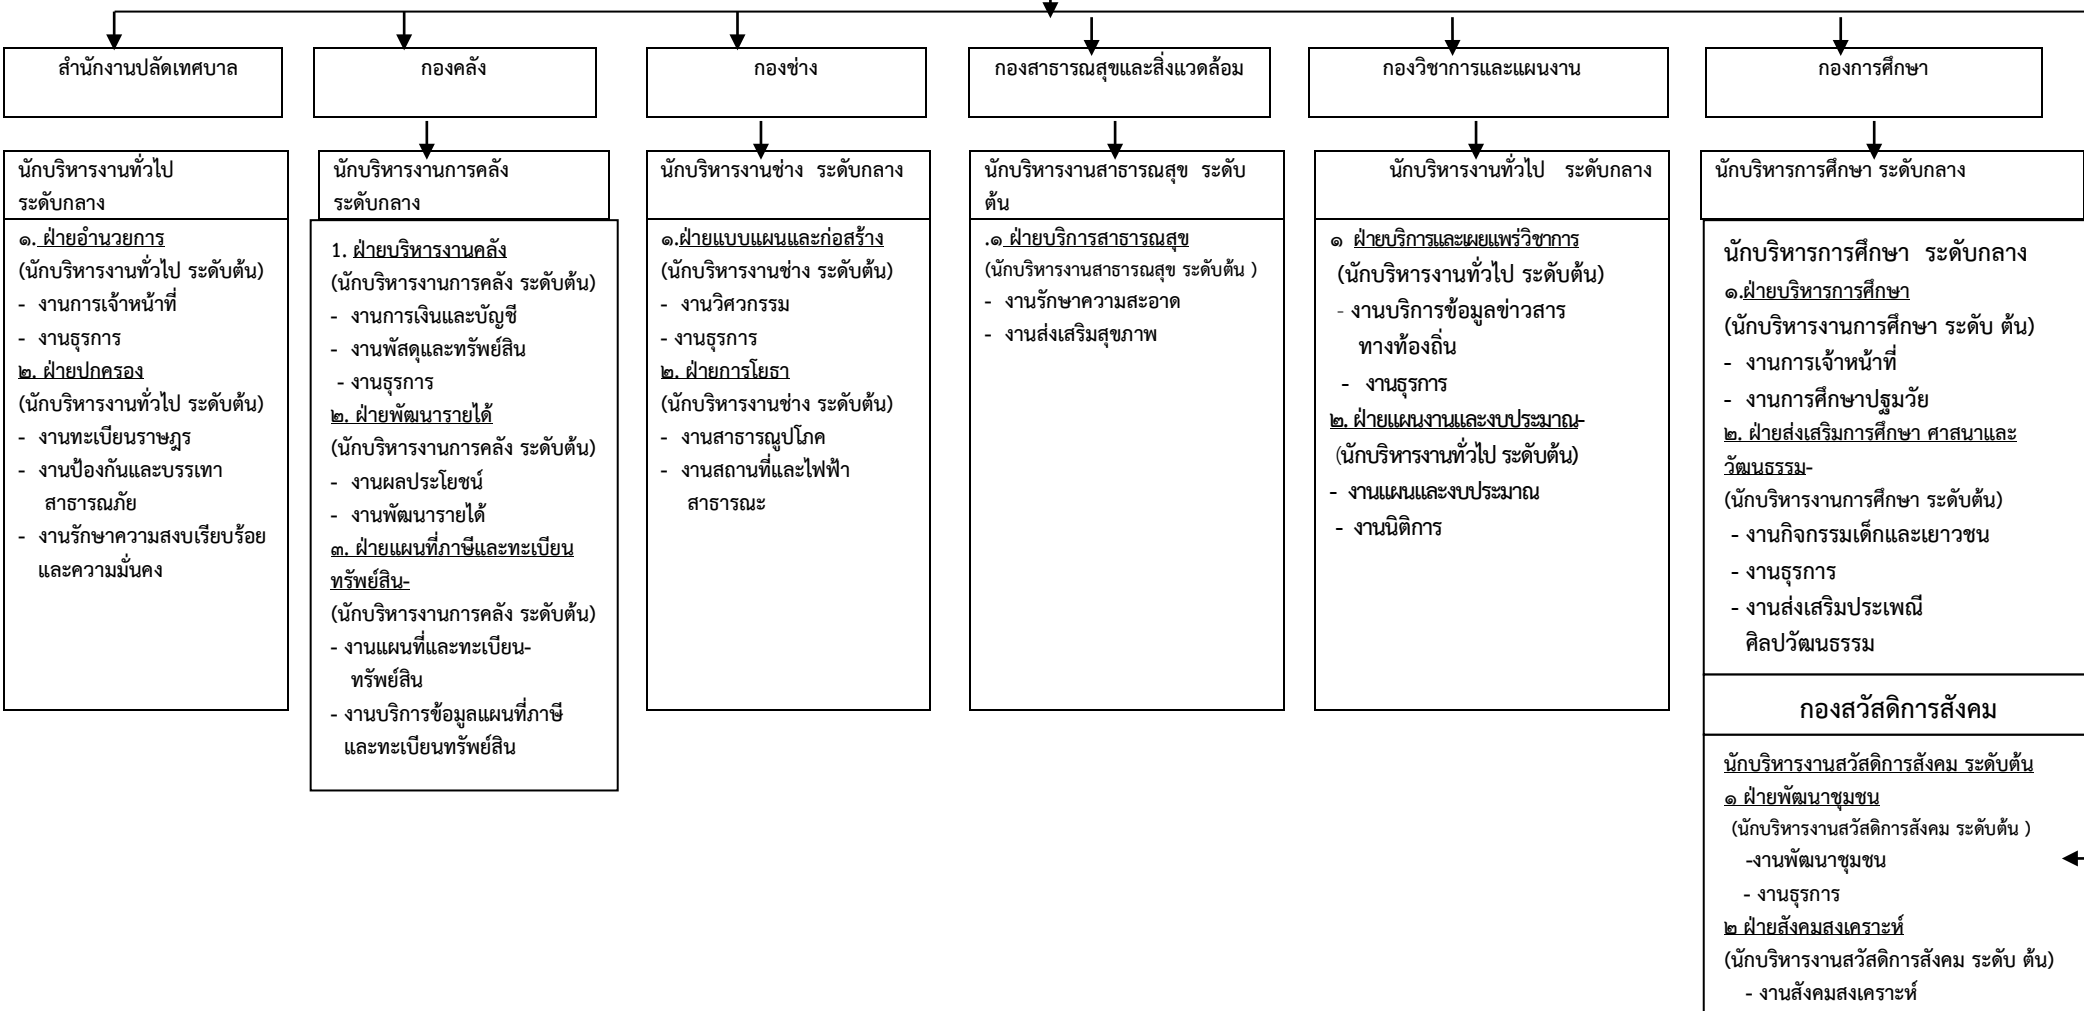 สำนักงานปลัดเทศบาล
กองคลัง
กองช่าง
กองสาธารณสุขและสิ่งแวดล้อม
กองวิชาการและแผนงาน
กองการศึกษา
นักบริหารงานทั่วไป
ระดับกลาง
๑. ฝ่ายอำนวยการ
(นักบริหารงานทั่วไป ระดับต้น)
- งานการเจ้าหน้าที่
- งานธุรการ
๒. ฝ่ายปกครอง
(นักบริหารงานทั่วไป ระดับต้น)
- งานทะเบียนราษฎร
- งานป้องกันและบรรเทา
สาธารณภัย
- งานรักษาความสงบเรียบร้อย
และความมั่นคง
นักบริหารงานการคลัง
ระดับกลาง
1. ฝ่ายบริหารงานคลัง
(นักบริหารงานการคลัง ระดับต้น)
- งานการเงินและบัญชี
- งานพัสดุและทรัพย์สิน
- งานธุรการ
๒. ฝ่ายพัฒนารายได้
(นักบริหารงานการคลัง ระดับต้น)
- งานผลประโยชน์
- งานพัฒนารายได้
๓. ฝ่ายแผนที่ภาษีและทะเบียน
ทรัพย์สิน-
(นักบริหารงานการคลัง ระดับต้น)
- งานแผนที่และทะเบียน-
ทรัพย์สิน
- งานบริการข้อมูลแผนที่ภาษี
และทะเบียนทรัพย์สิน
นักบริหารงานช่าง ระดับกลาง
๑.ฝ่ายแบบแผนและก่อสร้าง
(นักบริหารงานช่าง ระดับต้น)
- งานวิศวกรรม
- งานธุรการ
๒. ฝ่ายการโยธา
(นักบริหารงานช่าง ระดับต้น)
- งานสาธารณูปโภค
- งานสถานที่และไฟฟ้า
สาธารณะ
นักบริหารงานสาธารณสุข ระดับ
ต้น
.๑ ฝ่ายบริการสาธารณสุข
(นักบริหารงานสาธารณสุข ระดับต้น )
- งานรักษาความสะอาด
- งานส่งเสริมสุขภาพ
นักบริหารงานทั่วไป ระดับกลาง
๑ ฝ่ายบริการและเผยแพร่วิชาการ
(นักบริหารงานทั่วไป ระดับต้น)
- งานบริการข้อมูลข่าวสาร
ทางท้องถิ่น
- งานธุรการ
๒. ฝ่ายแผนงานและงบประมาณ-
(นักบริหารงานทั่วไป ระดับต้น)
- งานแผนและงบประมาณ
- งานนิติการ
นักบริหารการศึกษา ระดับกลาง
นักบริหารการศึกษา ระดับกลาง
๑.ฝ่ายบริหารการศึกษา
(นักบริหารงานการศึกษา ระดับ ต้น)
- งานการเจ้าหน้าที่
- งานการศึกษาปฐมวัย
๒. ฝ่ายส่งเสริมการศึกษา ศาสนาและ
วัฒนธรรม-
(นักบริหารงานการศึกษา ระดับต้น)
- งานกิจกรรมเด็กและเยาวชน
- งานธุรการ
- งานส่งเสริมประเพณี
ศิลปวัฒนธรรม
กองสวัสดิการสังคม
นักบริหารงานสวัสดิการสังคม ระดับต้น
๑ ฝ่ายพัฒนาชุมชน
(นักบริหารงานสวัสดิการสังคม ระดับต้น )
-งานพัฒนาชุมชน
- งานธุรการ
๒ ฝ่ายสังคมสงเคราะห์
(นักบริหารงานสวัสดิการสังคม ระดับ ต้น)
- งานสังคมสงเคราะห์